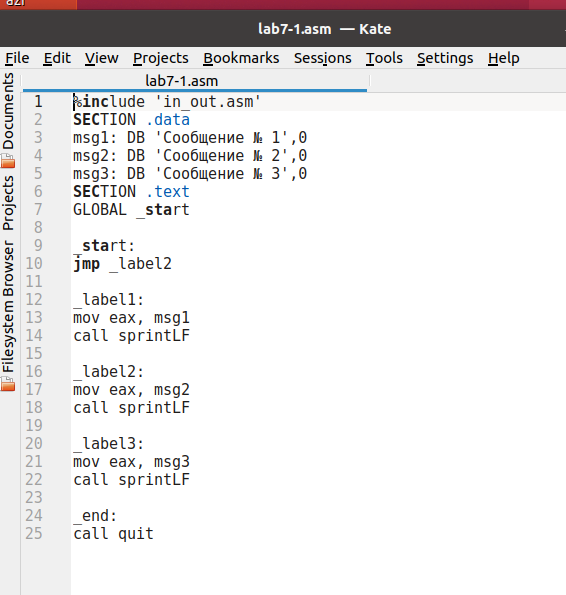 azi
lab7-1.asm — Kate
File Edit View Projects Bookmarks Sessions Tools Settings Help
lab7-1.asm
Documents
Projects
Filesystem Browser
1 %include 'in_out.asm'
2 SECTION .data
3 msg1: DB 'Сообщение № 1',0
4 msg2: DB 'Сообщение № 2',0
5 msg3: DB 'Сообщение № 3',0
6 SECTION .text
7 GLOBAL _start
8
9 _start:
10 jmp _label2
11
12 _label1:
13 mov eax, msg1
14 call sprintLF
15
16 _label2:
17 mov eax, msg2
18 call sprintLF
19
20 _label3:
21 mov eax, msg3
22 call sprintLF
23
24 _end:
25 call quit